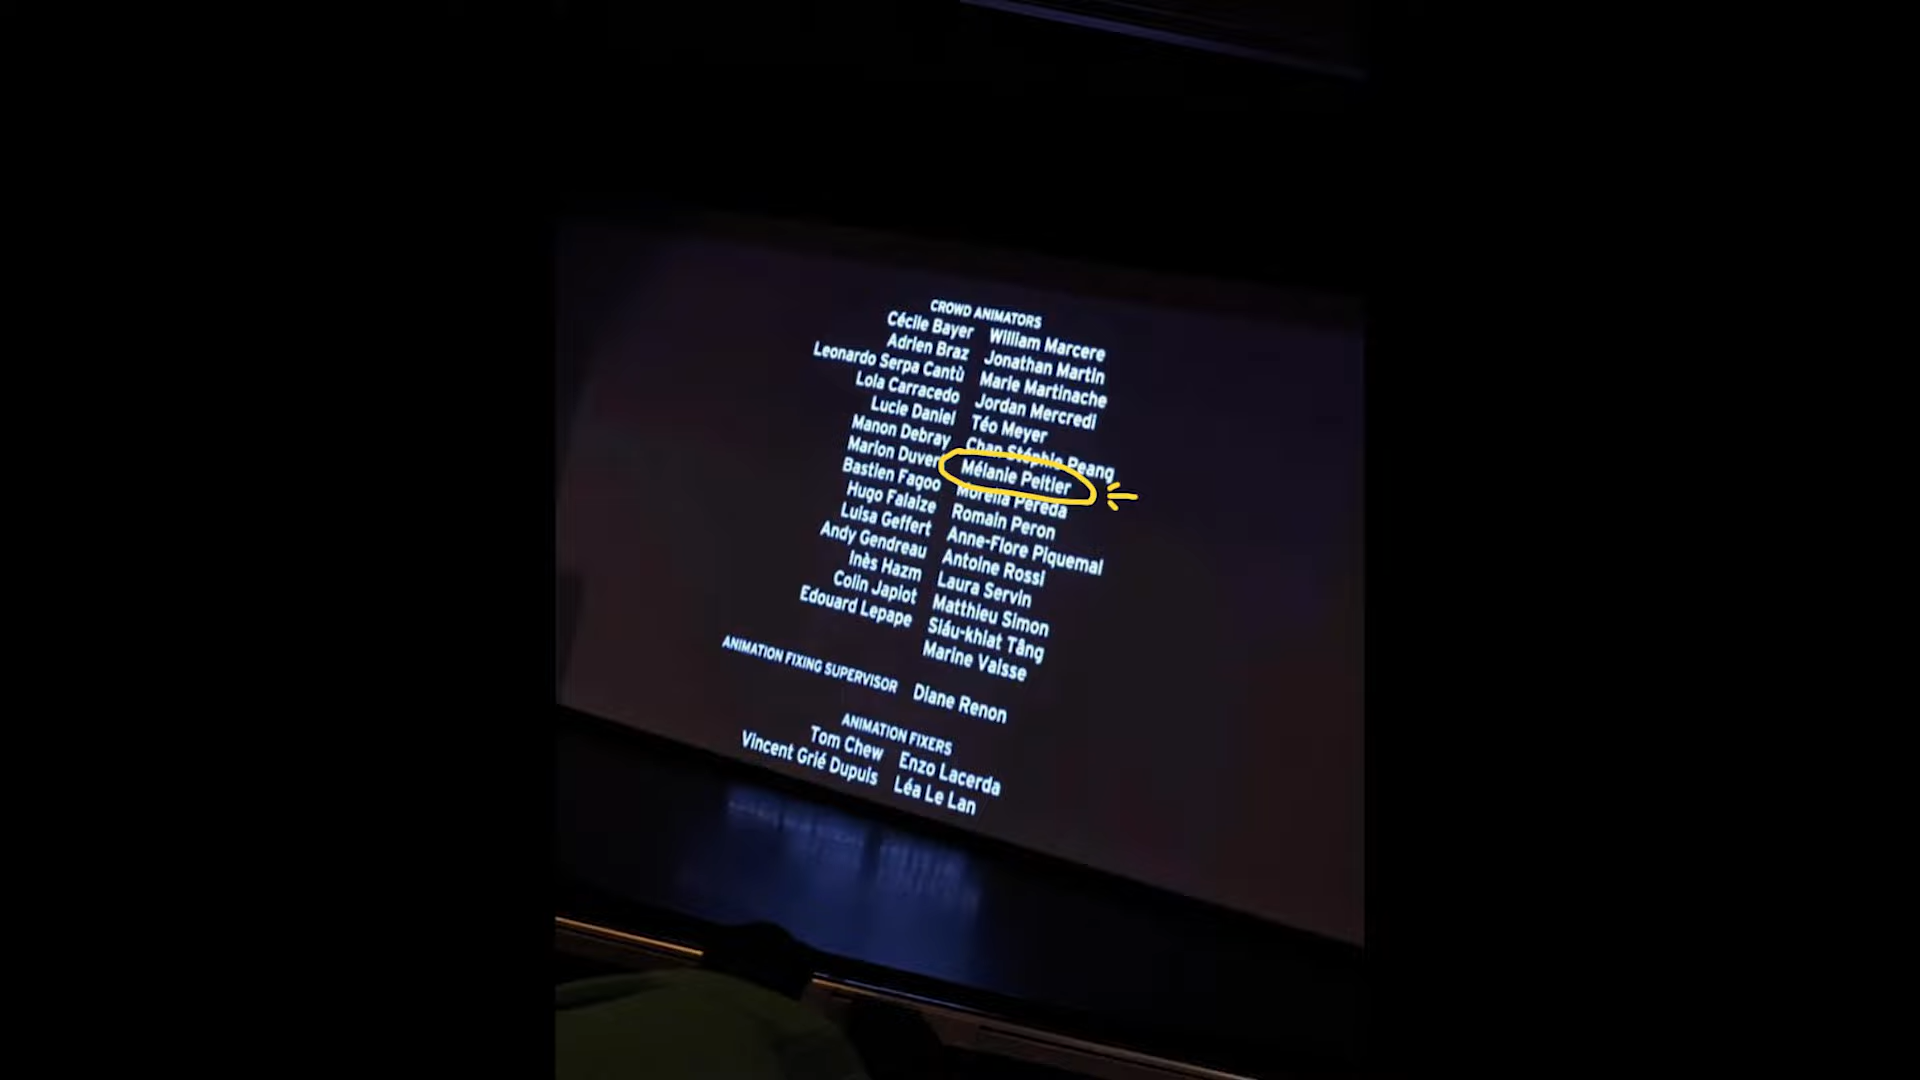 CROWD ANIMATORS
Cécile Bayer William Marcere
Adrien Braz Jonathan Martin
Leonardo Serpa Cantù Marie Martinache
Lola Carracedo Jordan Mercredi
Lucie Daniel Téo Meyer
Manon Debray Chan Stéphie Peang
Marion Duver Mélanie Peltier
Bastien Fagoo Morella Pereda
Hugo Falaize Romain Peron
Luisa Geffert Anne-Flore Piquemal
Andy Gendreau Antoine Rossi
Inès Hazm Laura Servin
Colin Japiot Matthieu Simon
Edouard Lepape Siáu-khiat Tâng
Marine Vaisse
ANIMATION FIXING SUPERVISOR Diane Renon
ANIMATION FIXERS
Tom Chew Enzo Lacerda
Vincent Grié Dupuis Léa Le Lan